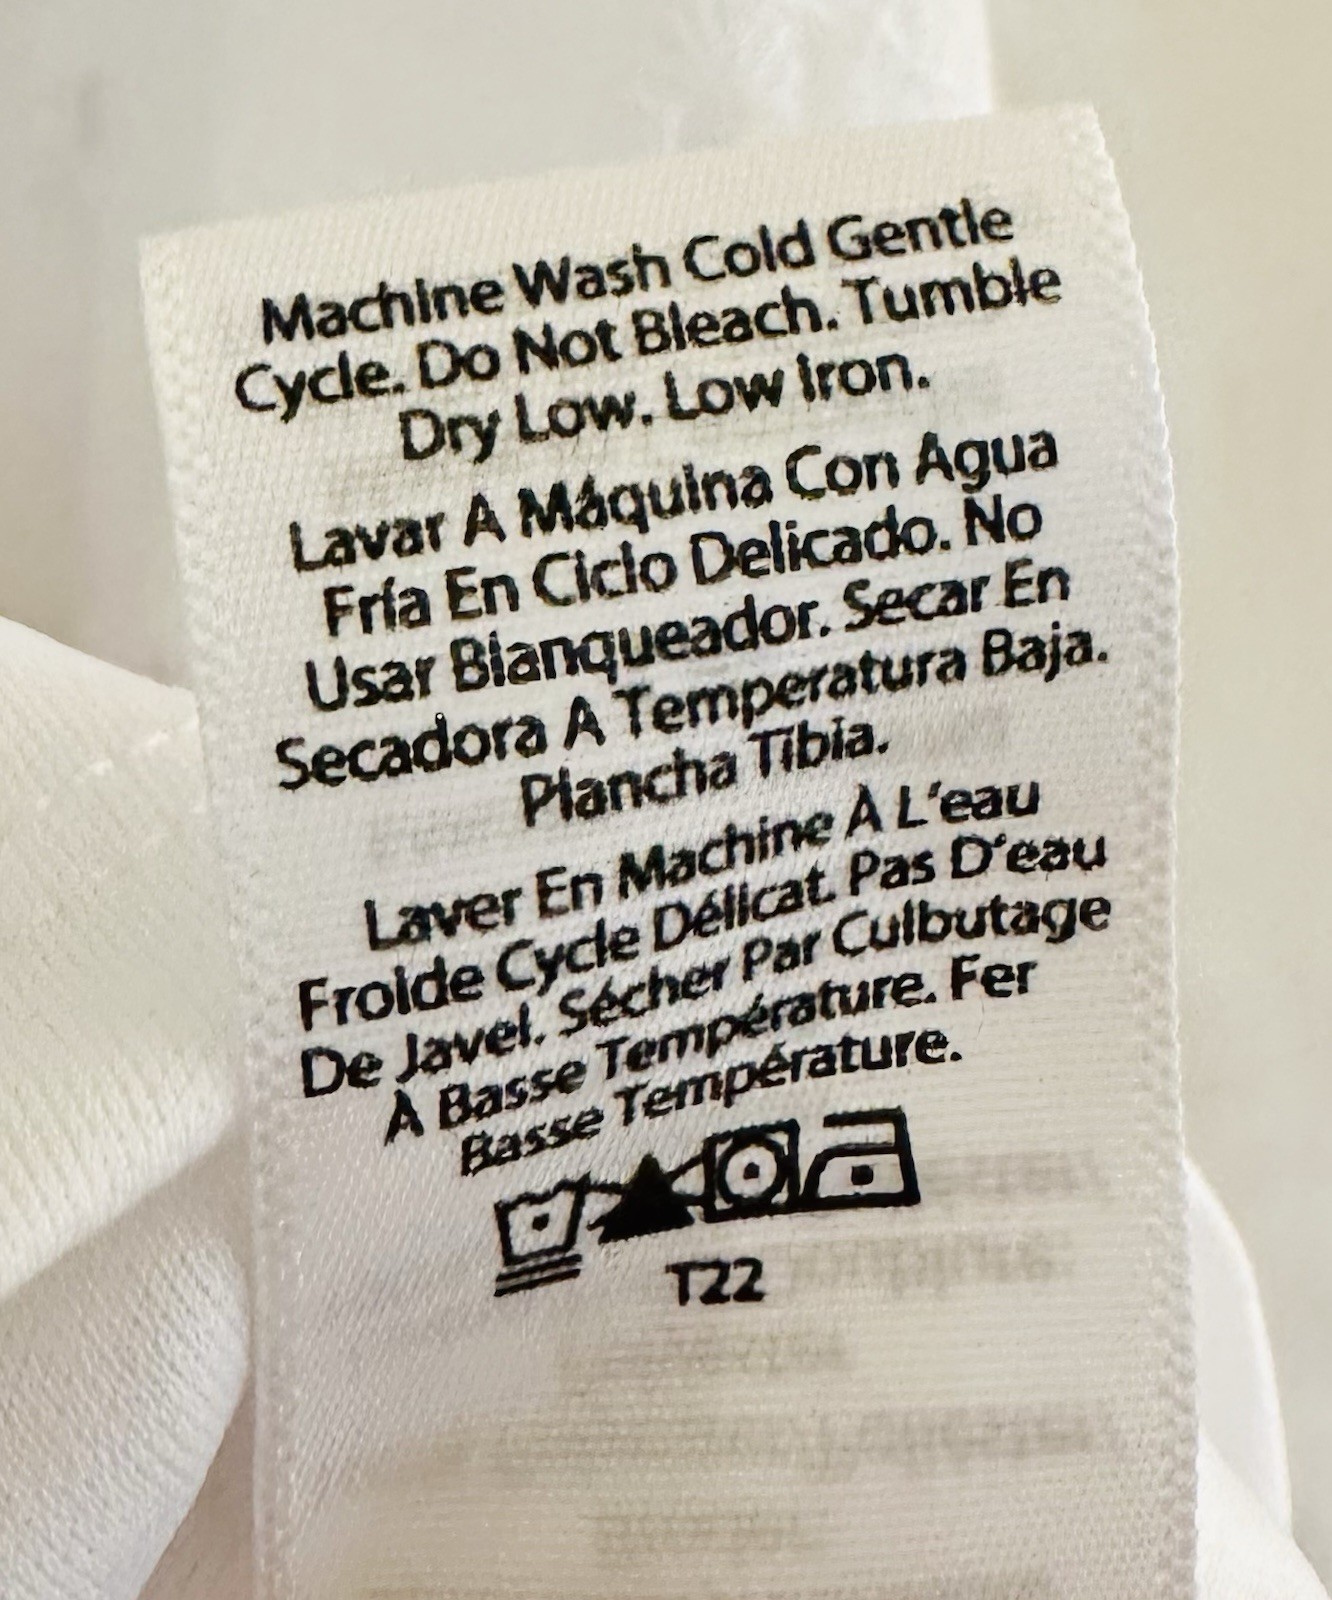 Machine Wash Cold Gentle
Cycle. Do Not Bleach. Tumble
Dry Low. Low Iron.
Lavar A Máquina Con Agua
Fría En Ciclo Delicado. No
Usar Blanqueador. Secar En
Secadora A Temperatura Baja.
Plancha Tibia.
Laver En Machine À L'eau
Froide Cycle Délicat. Pas D'eau
De Javel. Sécher Par Culbutage
À Basse Température. Fer
Basse Température.
T22